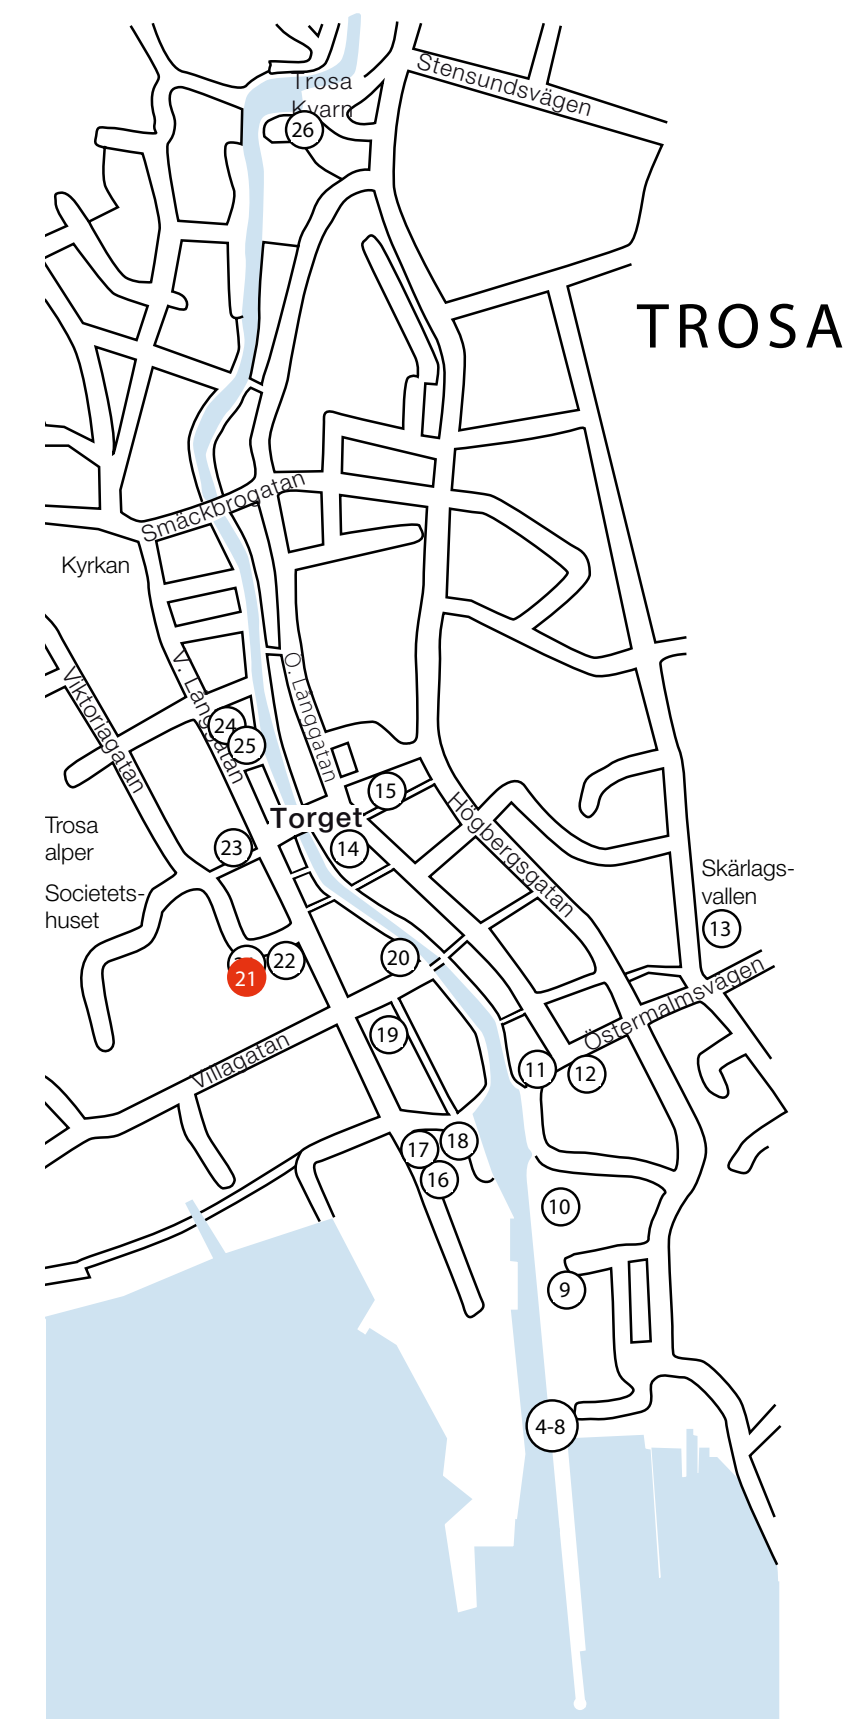 Stensundsvägen
Trosa
Kvarn
26
TROSA
Smäckbrogatan
Kyrkan
V. Långgatan
Ö. Långgatan
Viktoriagatan
24
25
15
Torget
Högbergsgatan
Trosa
alper
23
14
Societets-
huset
Skärlags-
vallen
13
22
20
21
Östermalmsvägen
19
Villagatan
11
12
17
18
16
10
9
4-8